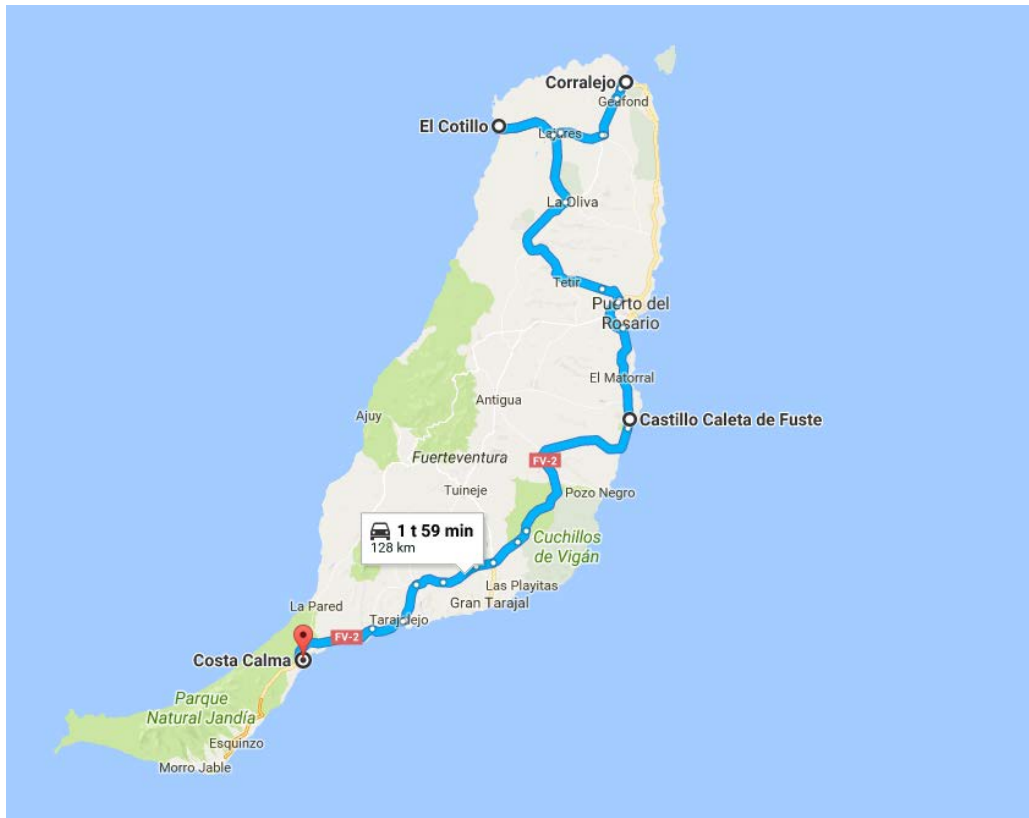 Corralejo
Geafond
El Cotillo
Lajares
La Oliva
Tetir
Puerto del
Rosario
El Matorral
Antigua
Castillo Caleta de Fuste
Ajuy
Fuerteventura
FV-2
Tuineje
Pozo Negro
1 t 59 min
128 km
Cuchillos
de Vigán
Las Playitas
La Pared
Gran Tarajal
Tarajalejo
FV-2
Costa Calma
Parque
Natural Jandía
Esquinzo
Morro Jable